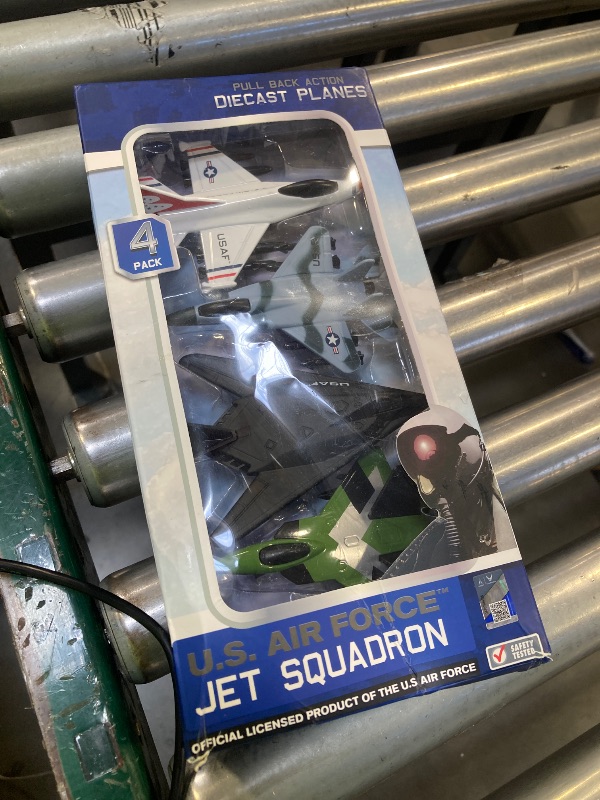 PULL BACK ACTION
DIECAST PLANES
4
PACK
USAF
USAF
U.S. AIR FORCE™
JET SQUADRON
OFFICIAL LICENSED PRODUCT OF THE U.S AIR FORCE
SAFETY
TESTED